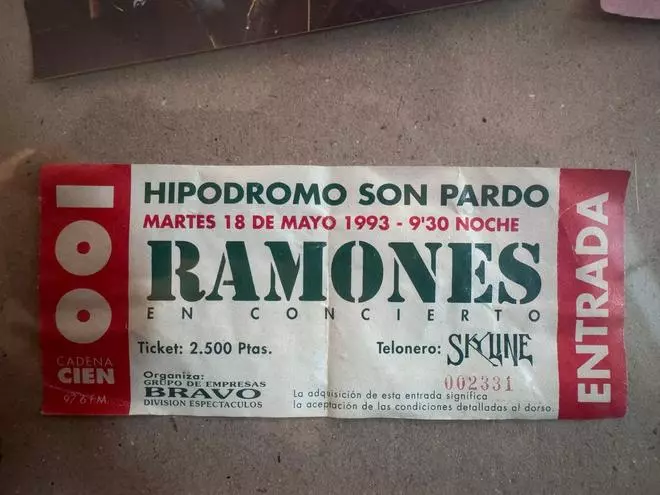 100
CADENA
CIEN
97.6 FM.
HIPODROMO SON PARDO
MARTES 18 DE MAYO 1993 - 9'30 NOCHE
RAMONES
EN CONCIERTO
Ticket: 2.500 Ptas.
Telonero: SKYLINE
Organiza:
GRUPO DE EMPRESAS
BRAVO
DIVISION ESPECTACULOS
002331
La adquisición de esta entrada significa
la aceptación de las condiciones detalladas al dorso.
ENTRADA